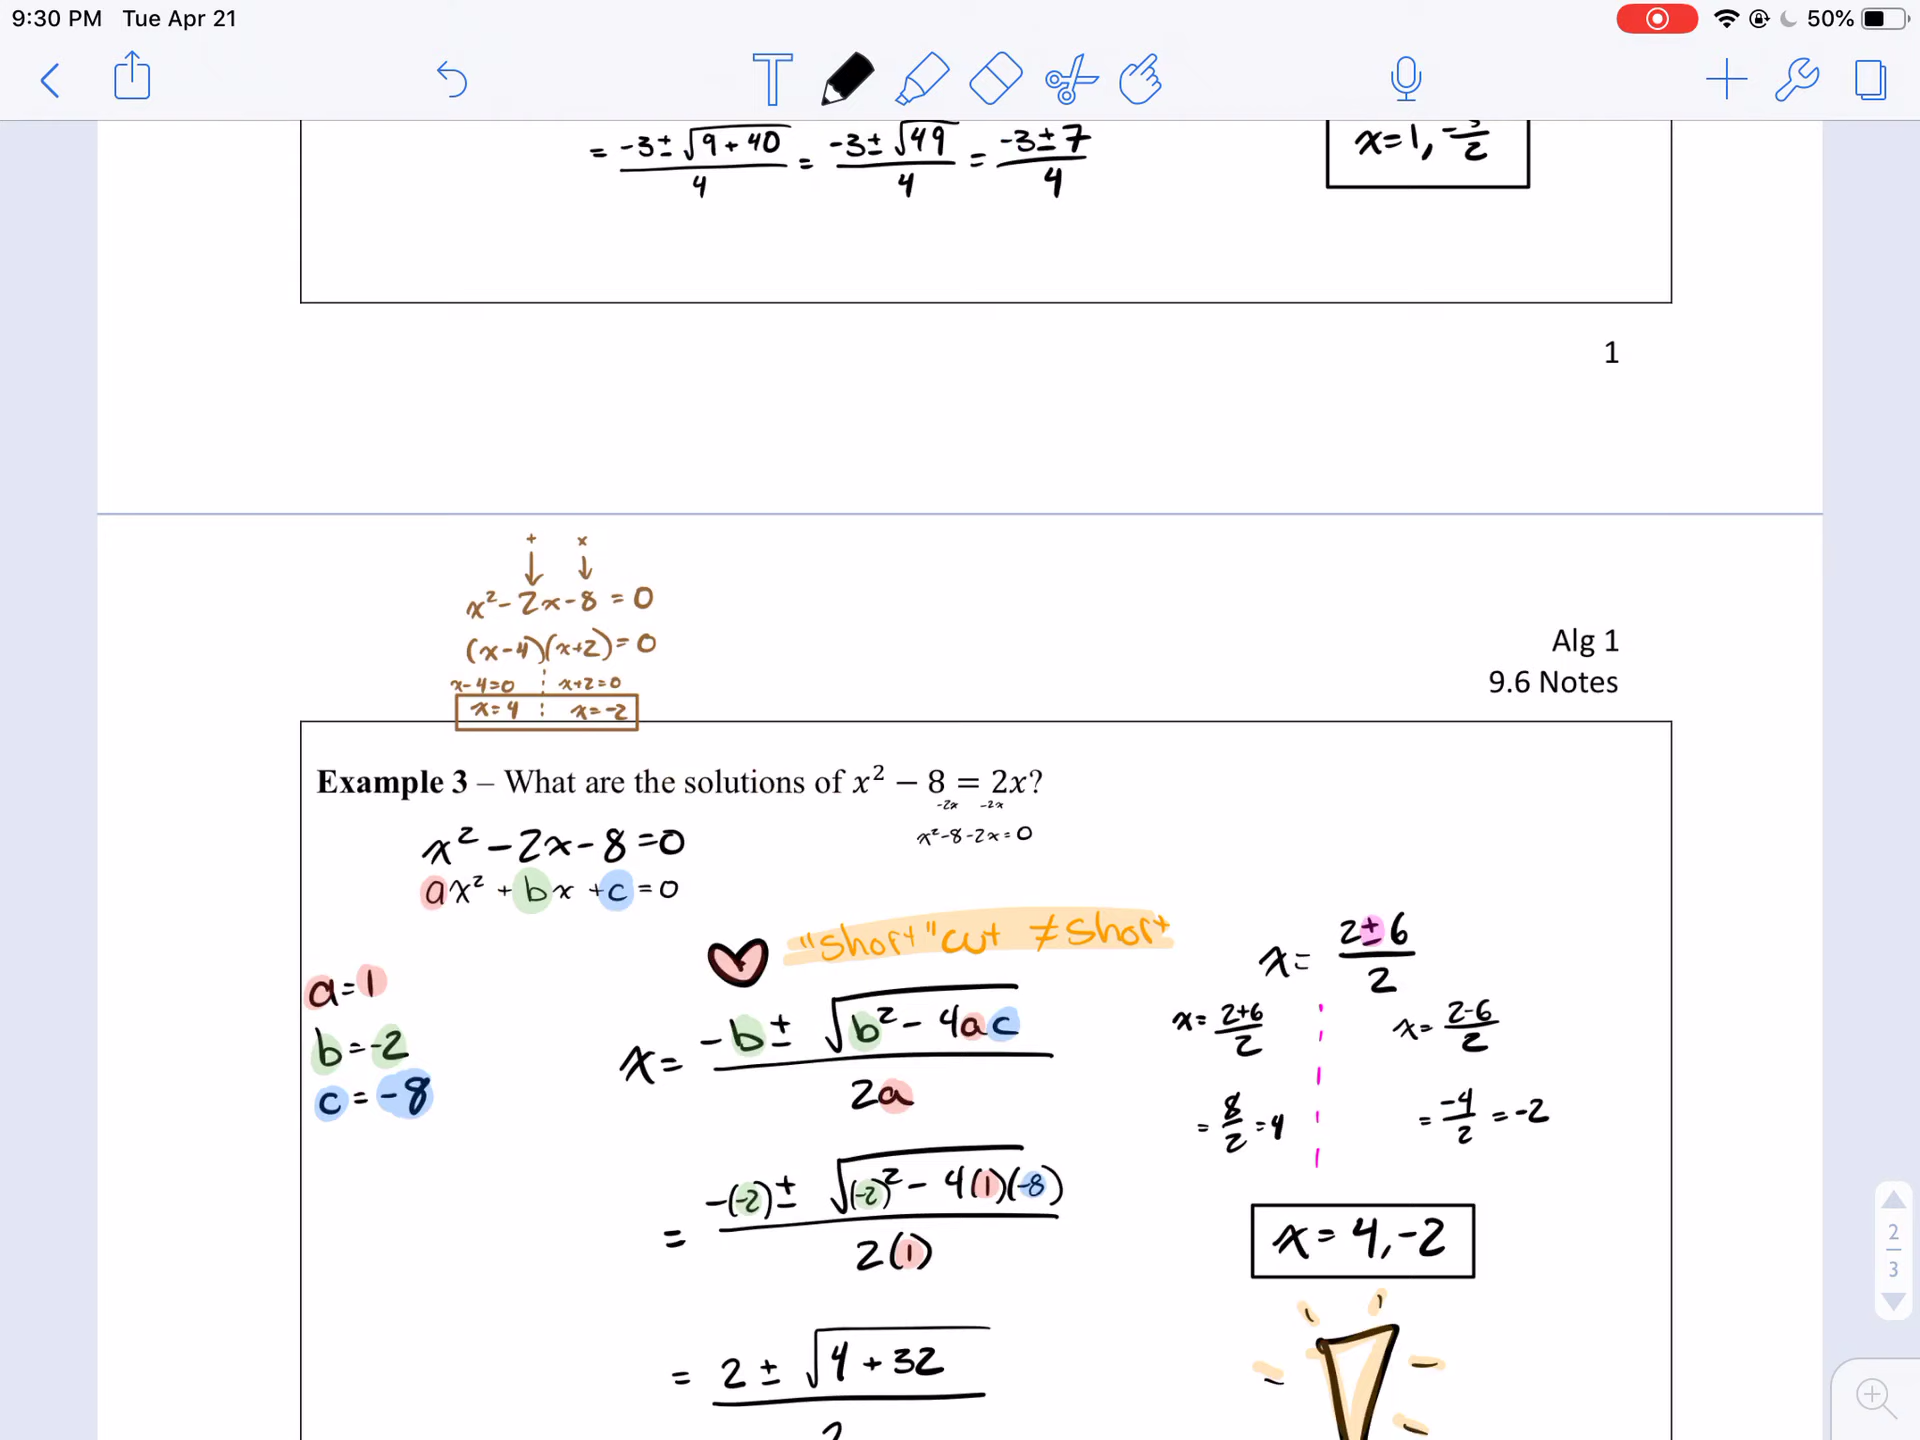 9:30 PM Tue Apr 21 50%
T
= -3 ± √9 + 40 / 4 = -3 ± √49 / 4 = -3 ± 7 / 4
x = 1, -5/2
1
+ x
x² - 2x - 8 = 0
(x-4)(x+2) = 0
x-4=0 x+2=0
x=4 x=-2
Alg 1
9.6 Notes
Example 3 – What are the solutions of x² − 8 = 2x?
-2x -2x
x²-8-2x=0
x² - 2x - 8 = 0
ax² + bx + c = 0
"Short" cut ≠ Short
a = 1
b = -2
c = -8
x = -b ± √b² - 4ac / 2a
= -(-2) ± √(-2)² - 4(1)(-8) / 2(1)
= 2 ± √4 + 32 / 2
x = 2 ± 6 / 2
x = 2+6 / 2 x = 2-6 / 2
= 8/2 = 4 = -4/2 = -2
x = 4, -2
2
3